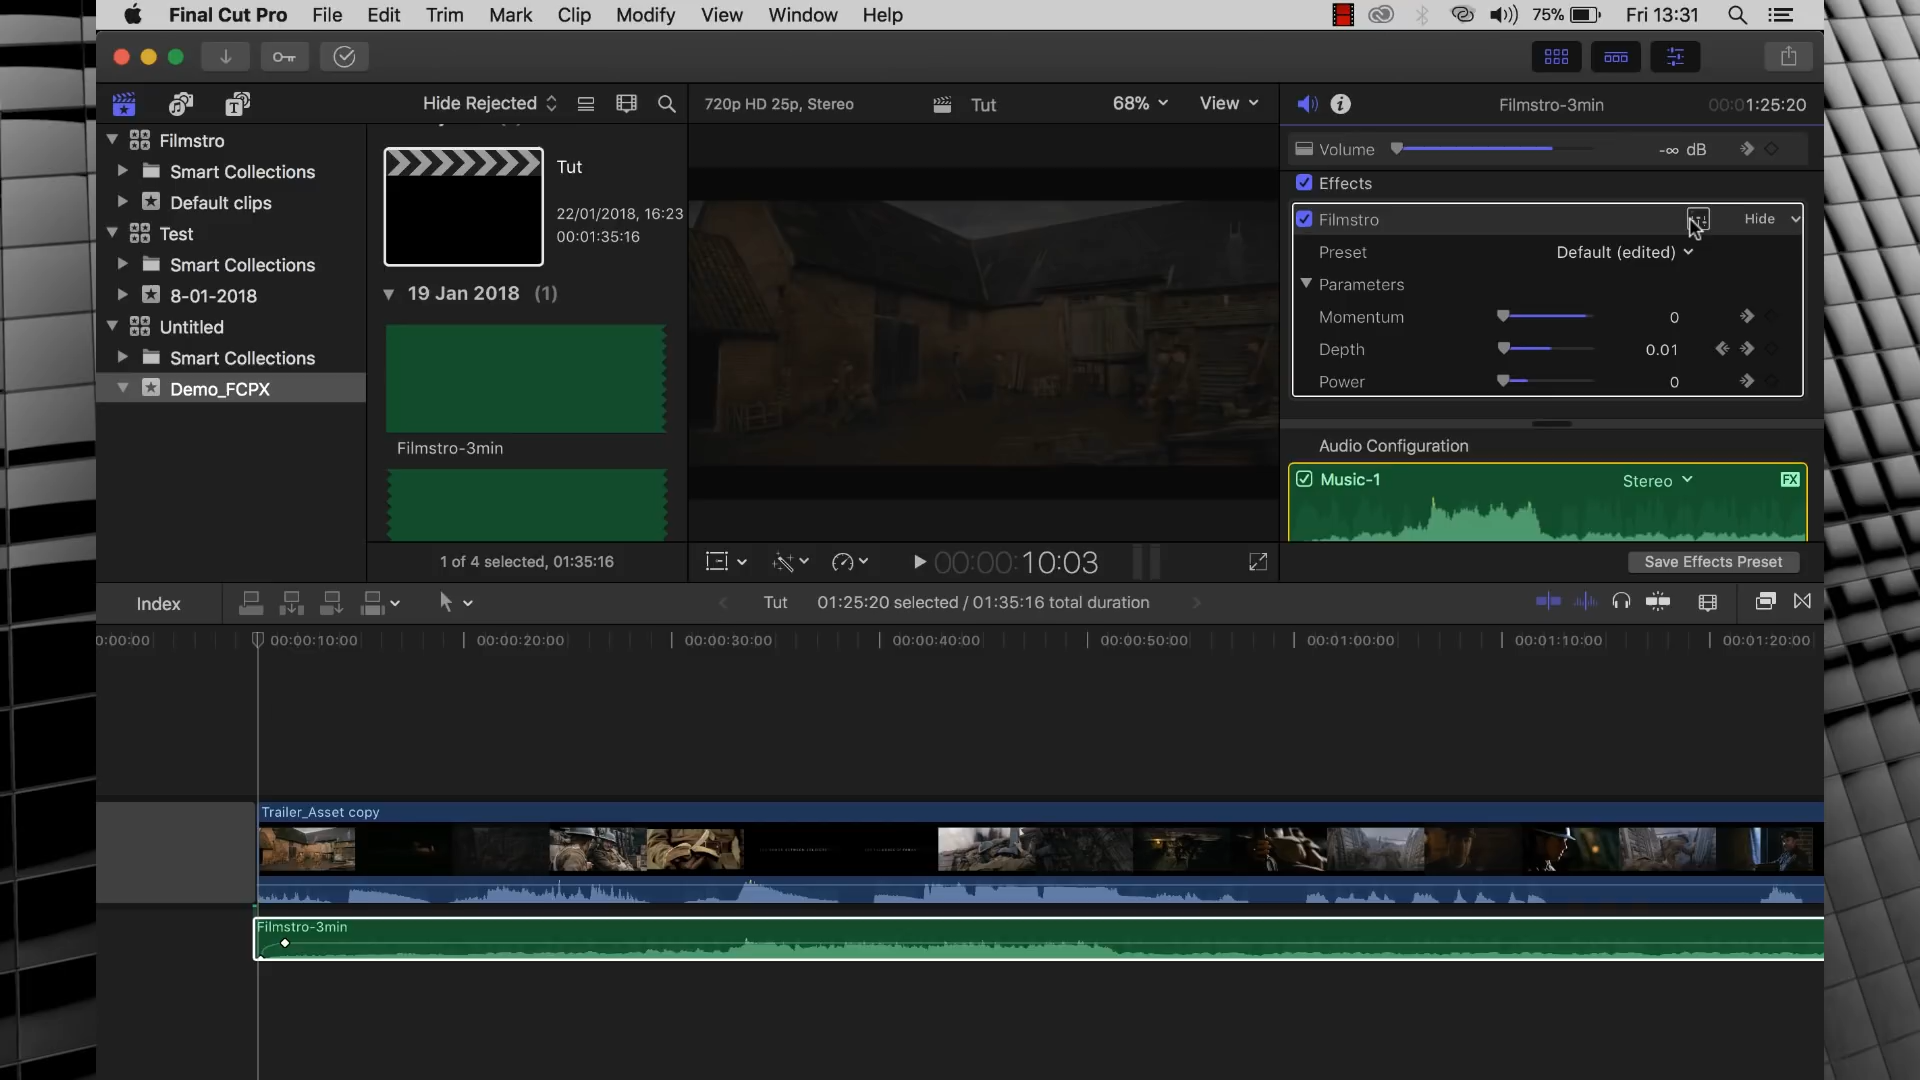 Final Cut Pro File Edit Trim Mark Clip Modify View Window Help 75% Fri 13:31
Hide Rejected 720p HD 25p, Stereo Tut 68% View Filmstro-3min 00:01:25:20
Filmstro
Smart Collections
Default clips
Test
Smart Collections
8-01-2018
Untitled
Smart Collections
Demo_FCPX
Tut
22/01/2018, 16:23
00:01:35:16
19 Jan 2018 (1)
Filmstro-3min
1 of 4 selected, 01:35:16
00:00:10:03
Volume -∞ dB
Effects
Filmstro Hide
Preset Default (edited)
Parameters
Momentum 0
Depth 0.01
Power 0
Audio Configuration
Music-1 Stereo FX
Save Effects Preset
Index Tut 01:25:20 selected / 01:35:16 total duration
0:00:00 00:00:10:00 00:00:20:00 00:00:30:00 00:00:40:00 00:00:50:00 00:01:00:00 00:01:10:00 00:01:20:00
Trailer_Asset copy
Filmstro-3min